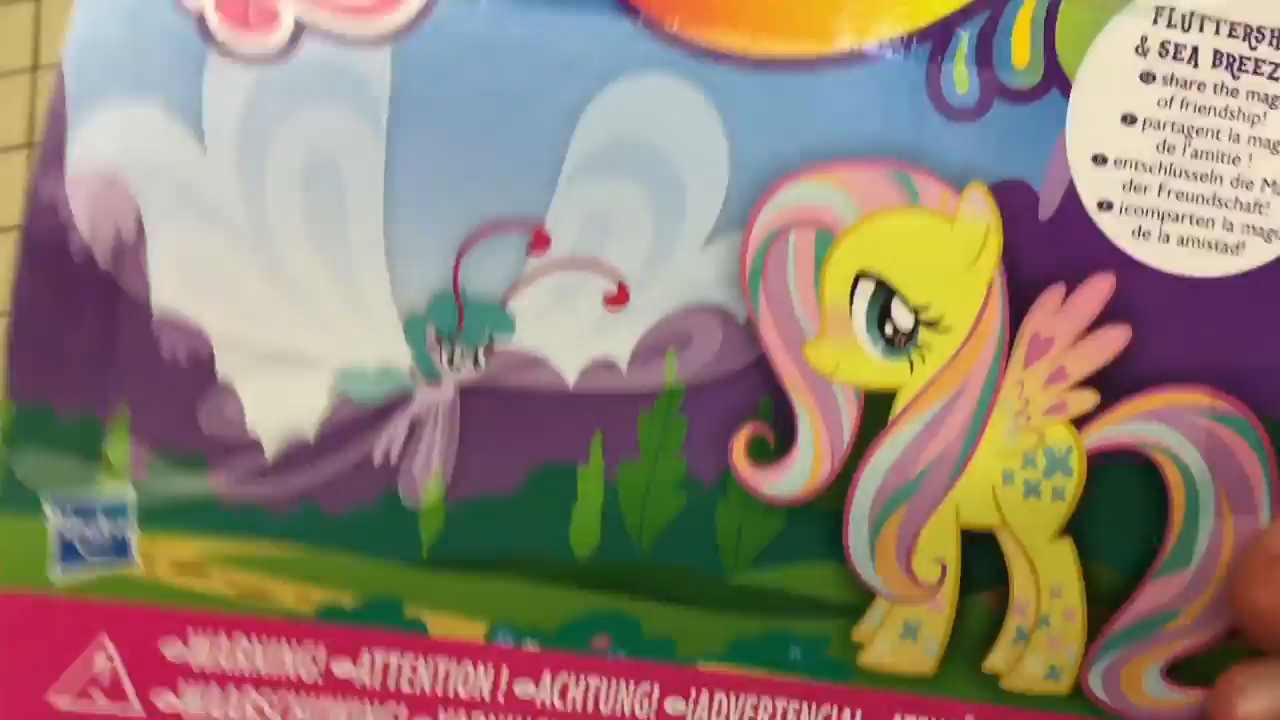 FLUTTERSH
& SEA BREEZ
share the mag
of friendship!
partagent la mag
de l'amitié !
entschlüsseln die M
der Freundschaft!
¡comparten la mag
de la amistad!
Hasbro
WARNING! ATTENTION ! ACHTUNG! ¡ADVERTENCIA!